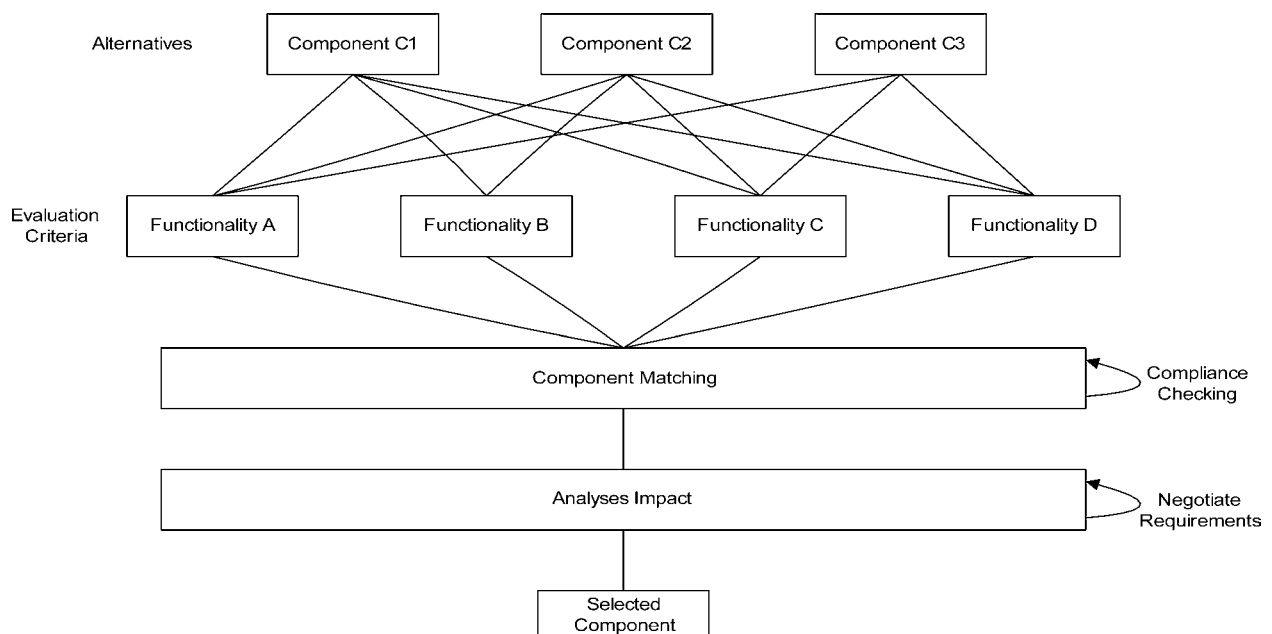 Alternatives
Component C1
Component C2
Component C3
Evaluation
Criteria
Functionality A
Functionality B
Functionality C
Functionality D
Component Matching
Compliance
Checking
Analyses Impact
Negotiate
Requirements
Selected
Component